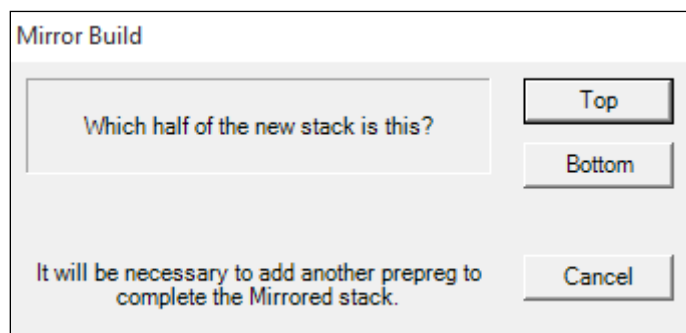 Mirror Build
Which half of the new stack is this?
Top
Bottom
It will be necessary to add another prepreg to
complete the Mirrored stack.
Cancel